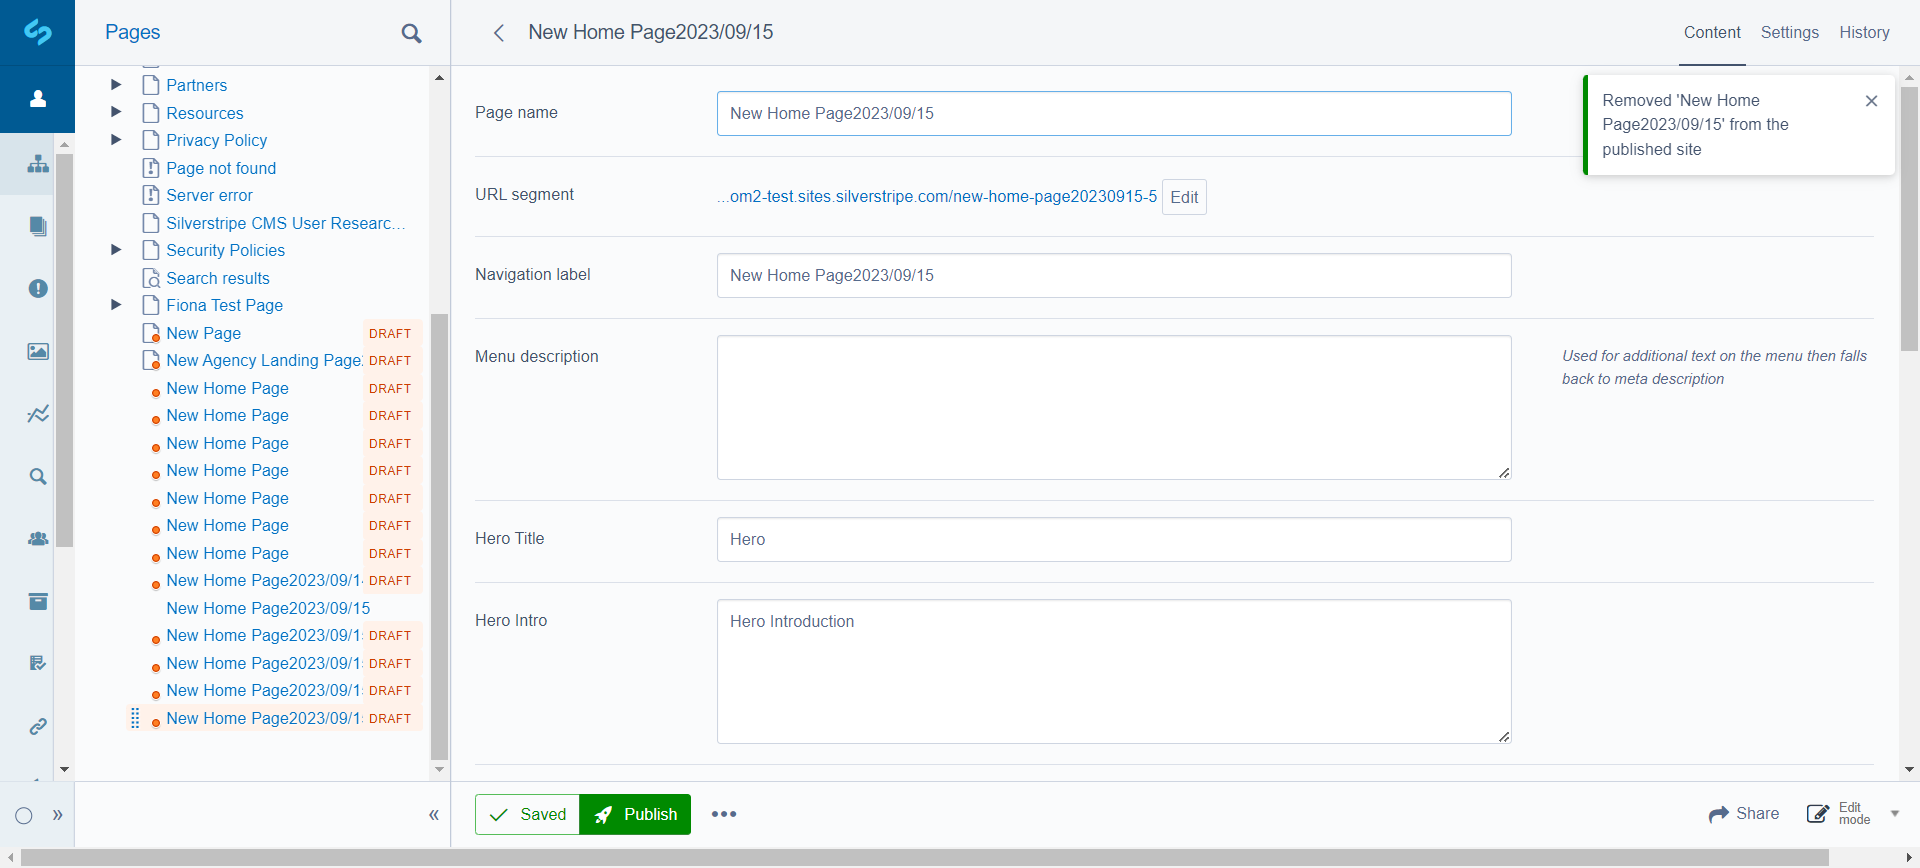 Pages
New Home Page2023/09/15
Content
Settings
History
Partners
Resources
Privacy Policy
Page not found
Server error
Silverstripe CMS User Researc...
Security Policies
Search results
Fiona Test Page
New Page DRAFT
New Agency Landing Page DRAFT
New Home Page DRAFT
New Home Page DRAFT
New Home Page DRAFT
New Home Page DRAFT
New Home Page DRAFT
New Home Page DRAFT
New Home Page DRAFT
New Home Page2023/09/1 DRAFT
New Home Page2023/09/15
New Home Page2023/09/1 DRAFT
New Home Page2023/09/1 DRAFT
New Home Page2023/09/1 DRAFT
New Home Page2023/09/1 DRAFT
Page name
New Home Page2023/09/15
URL segment
...om2-test.sites.silverstripe.com/new-home-page20230915-5
Edit
Navigation label
New Home Page2023/09/15
Menu description
Used for additional text on the menu then falls
back to meta description
Hero Title
Hero
Hero Intro
Hero Introduction
Removed 'New Home
Page2023/09/15' from the
published site
Saved
Publish
Share
Edit
mode